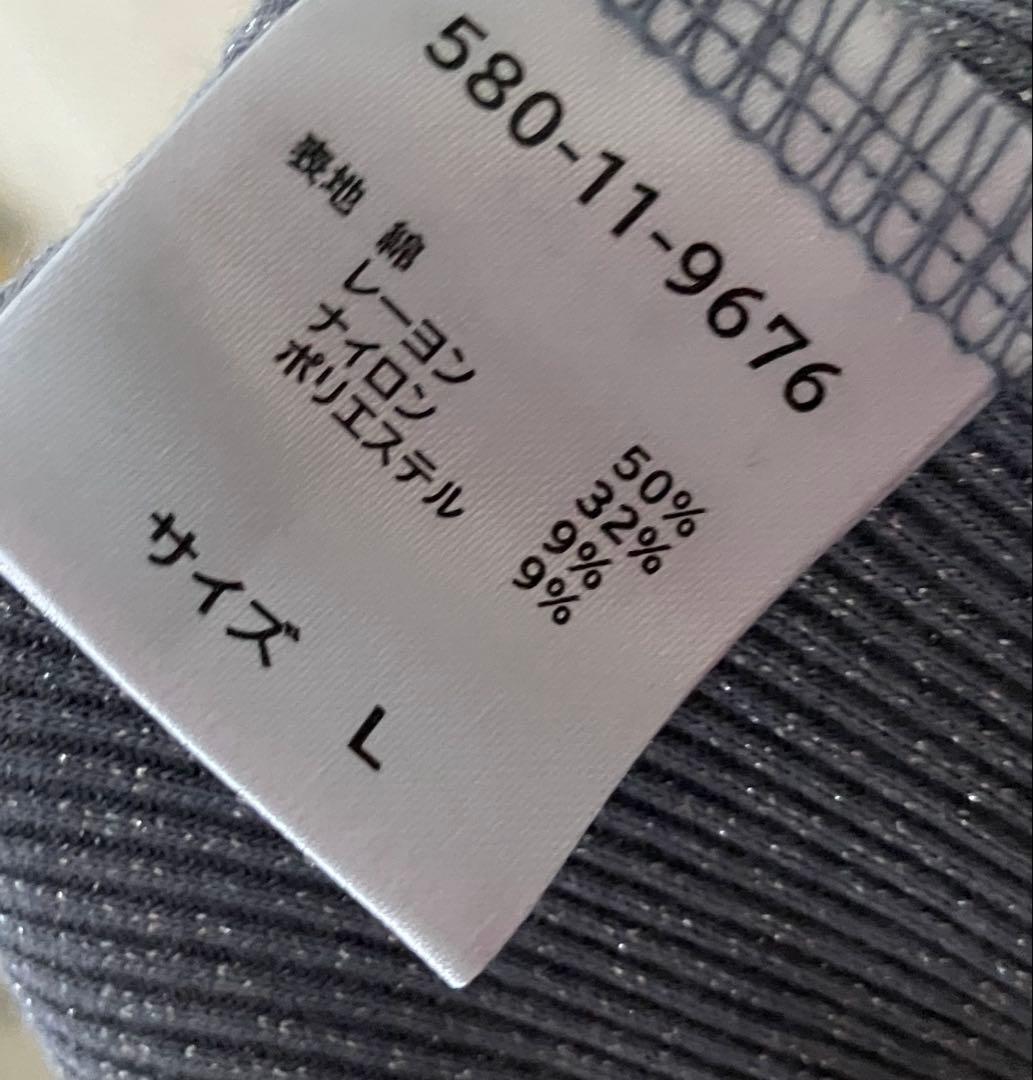 580-11-9676
表地 綿 50%
レーヨン 32%
ナイロン 9%
ポリエステル 9%
サイズ L